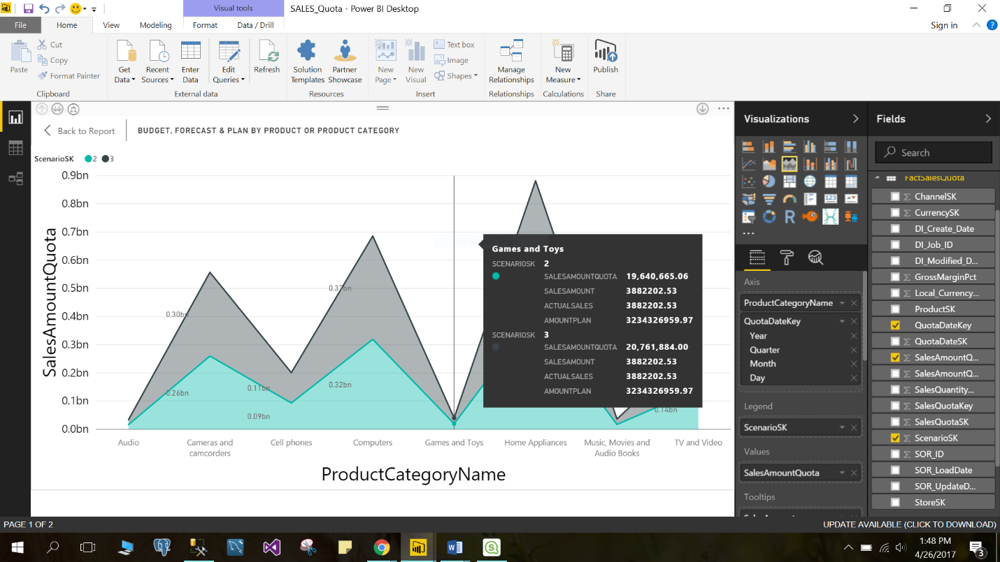 Visual tools
SALES_Quota - Power BI Desktop
File
Home
View
Modeling
Format
Data / Drill
Sign in
Paste
Cut
Copy
Format Painter
Clipboard
Get Data
Recent Sources
Enter Data
Edit Queries
Refresh
External data
Solution Templates
Partner Showcase
Resources
New Page
New Visual
Text box
Image
Shapes
Insert
Manage Relationships
Relationships
New Measure
Calculations
Publish
Share
Back to Report
BUDGET, FORECAST & PLAN BY PRODUCT OR PRODUCT CATEGORY
ScenarioSK 2 3
SalesAmountQuota
0.9bn
0.8bn
0.7bn
0.6bn
0.5bn
0.4bn
0.3bn
0.2bn
0.1bn
0.0bn
0.30bn
0.26bn
0.11bn
0.09bn
0.37bn
0.32bn
0.14bn
Games and Toys
SCENARIOSK 2
SALESAMOUNTQUOTA 19,640,665.06
SALESAMOUNT 3882202.53
ACTUALSALES 3882202.53
AMOUNTPLAN 3234326959.97
SCENARIOSK 3
SALESAMOUNTQUOTA 20,761,884.00
SALESAMOUNT 3882202.53
ACTUALSALES 3882202.53
AMOUNTPLAN 3234326959.97
Audio
Cameras and
camcorders
Cell phones
Computers
Games and Toys
Home Appliances
Music, Movies and
Audio Books
TV and Video
ProductCategoryName
Visualizations
R
123
Axis
ProductCategoryName
QuotaDateKey
Year
Quarter
Month
Day
Legend
ScenarioSK
Values
SalesAmountQuota
Tooltips
Fields
Search
FactSalesQuota
ChannelSK
CurrencySK
DI_Create_Date
DI_Job_ID
DI_Modified_D...
GrossMarginPct
Local_Currency...
ProductSK
QuotaDateKey
QuotaDateSK
SalesAmountQ...
SalesAmountQ...
SalesQuantity...
SalesQuotaKey
SalesQuotaSK
ScenarioSK
SOR_ID
SOR_LoadDate
SOR_UpdateD...
StoreSK
PAGE 1 OF 2
UPDATE AVAILABLE (CLICK TO DOWNLOAD)
1:48 PM
4/26/2017
3